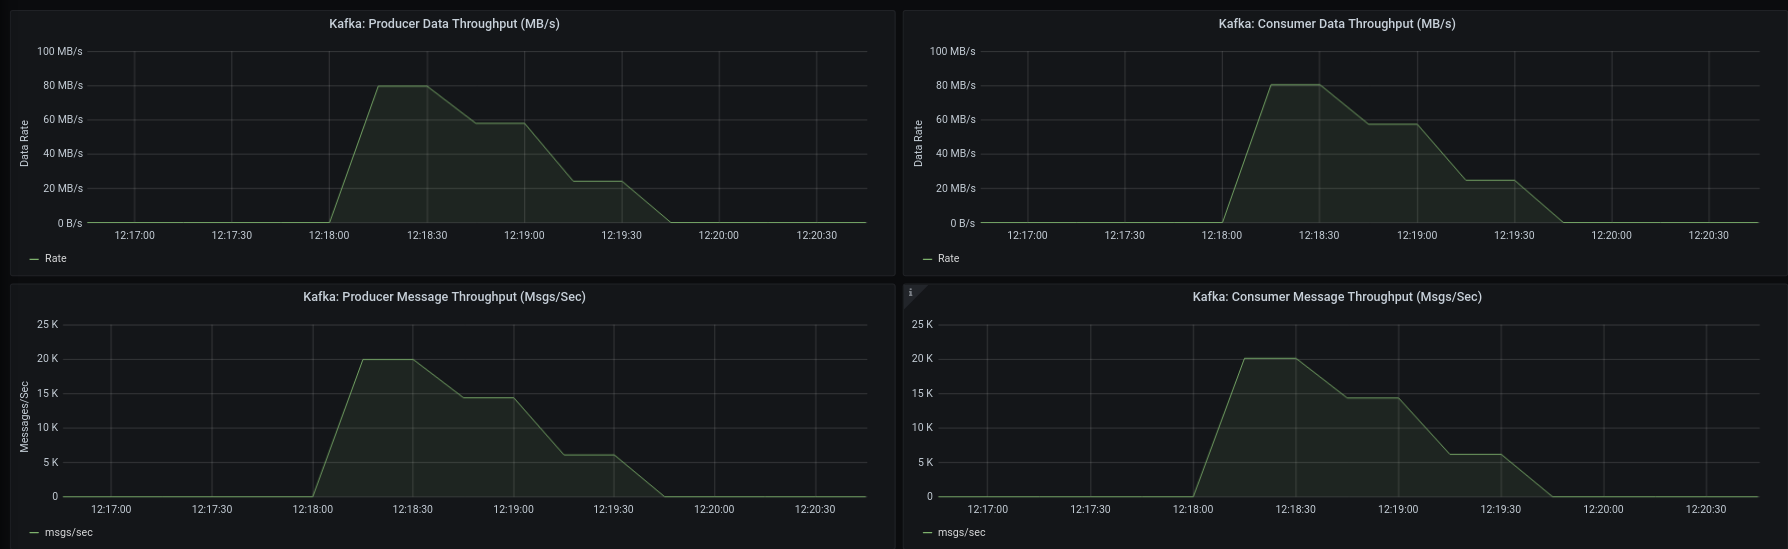 Kafka: Producer Data Throughput (MB/s)
100 MB/s
80 MB/s
60 MB/s
40 MB/s
20 MB/s
0 B/s
Data Rate
12:17:00 12:17:30 12:18:00 12:18:30 12:19:00 12:19:30 12:20:00 12:20:30
Rate
Kafka: Consumer Data Throughput (MB/s)
100 MB/s
80 MB/s
60 MB/s
40 MB/s
20 MB/s
0 B/s
Data Rate
12:17:00 12:17:30 12:18:00 12:18:30 12:19:00 12:19:30 12:20:00 12:20:30
Rate
Kafka: Producer Message Throughput (Msgs/Sec)
25 K
20 K
15 K
10 K
5 K
0
Messages/Sec
12:17:00 12:17:30 12:18:00 12:18:30 12:19:00 12:19:30 12:20:00 12:20:30
msgs/sec
i
Kafka: Consumer Message Throughput (Msgs/Sec)
25 K
20 K
15 K
10 K
5 K
0
12:17:00 12:17:30 12:18:00 12:18:30 12:19:00 12:19:30 12:20:00 12:20:30
msgs/sec